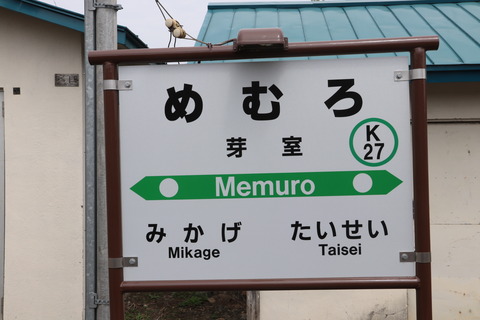 めむろ
芽室
K
27
Memuro
みかげ たいせい
Mikage Taisei